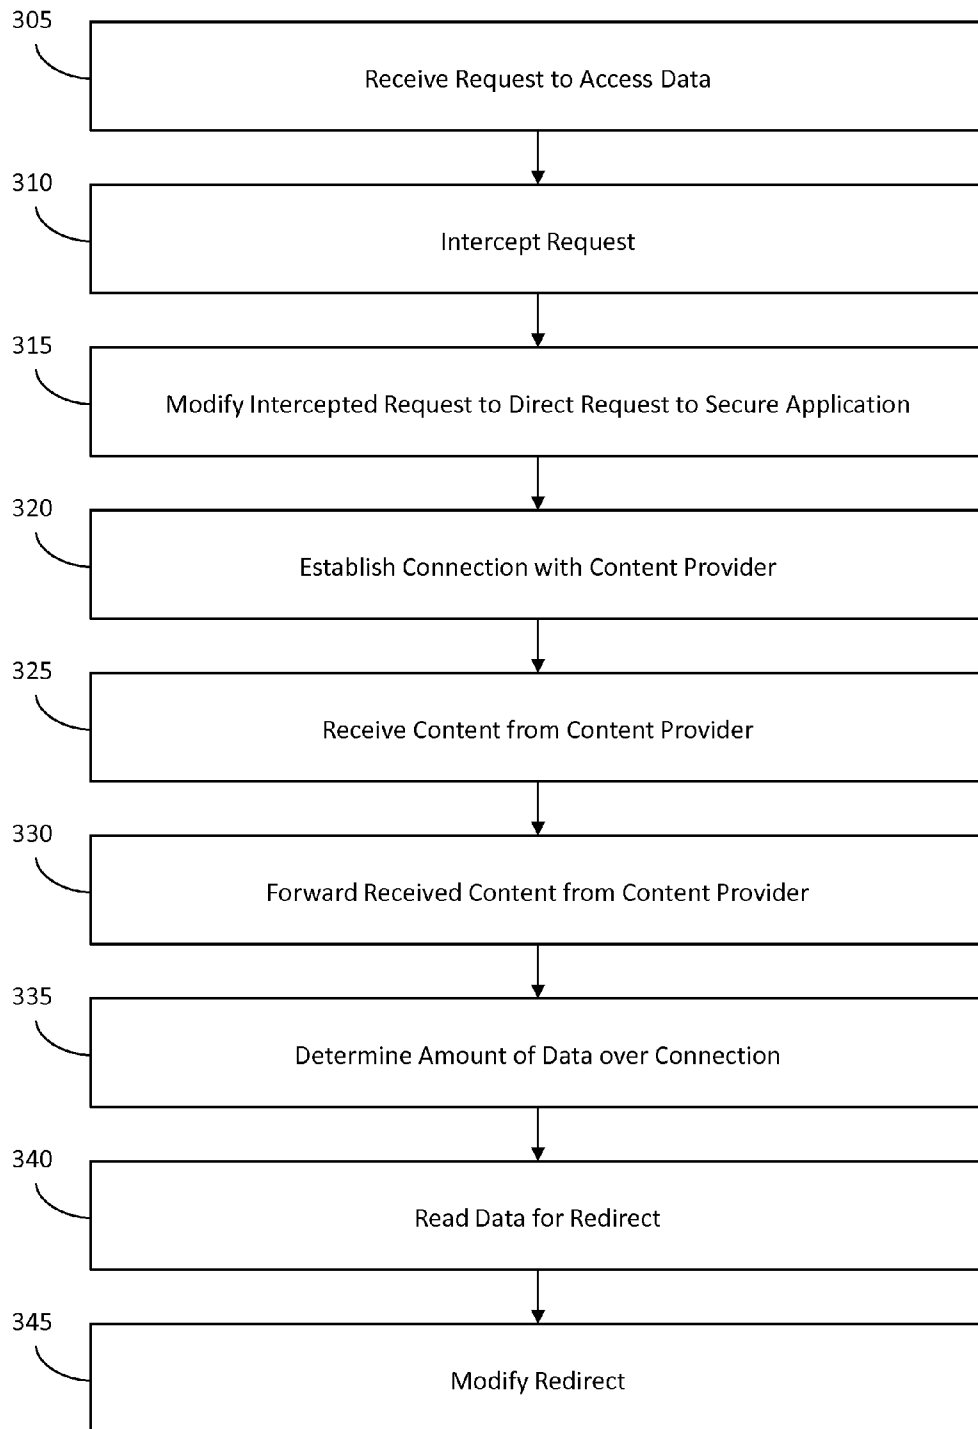 305
Receive Request to Access Data
310
Intercept Request
315
Modify Intercepted Request to Direct Request to Secure Application
320
Establish Connection with Content Provider
325
Receive Content from Content Provider
330
Forward Received Content from Content Provider
335
Determine Amount of Data over Connection
340
Read Data for Redirect
345
Modify Redirect